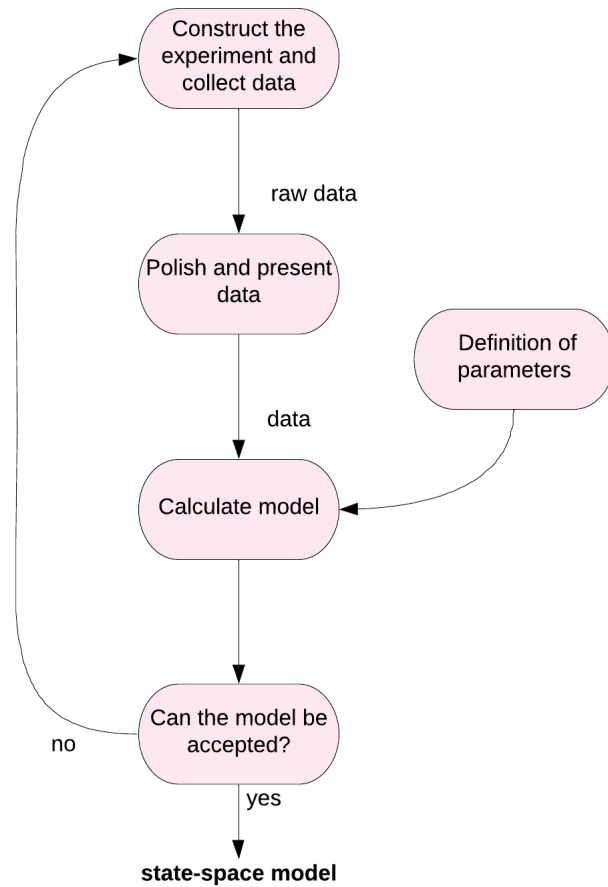 Construct the
experiment and
collect data
raw data
Polish and present
data
Definition of
parameters
data
Calculate model
Can the model be
accepted?
no
yes
state-space model